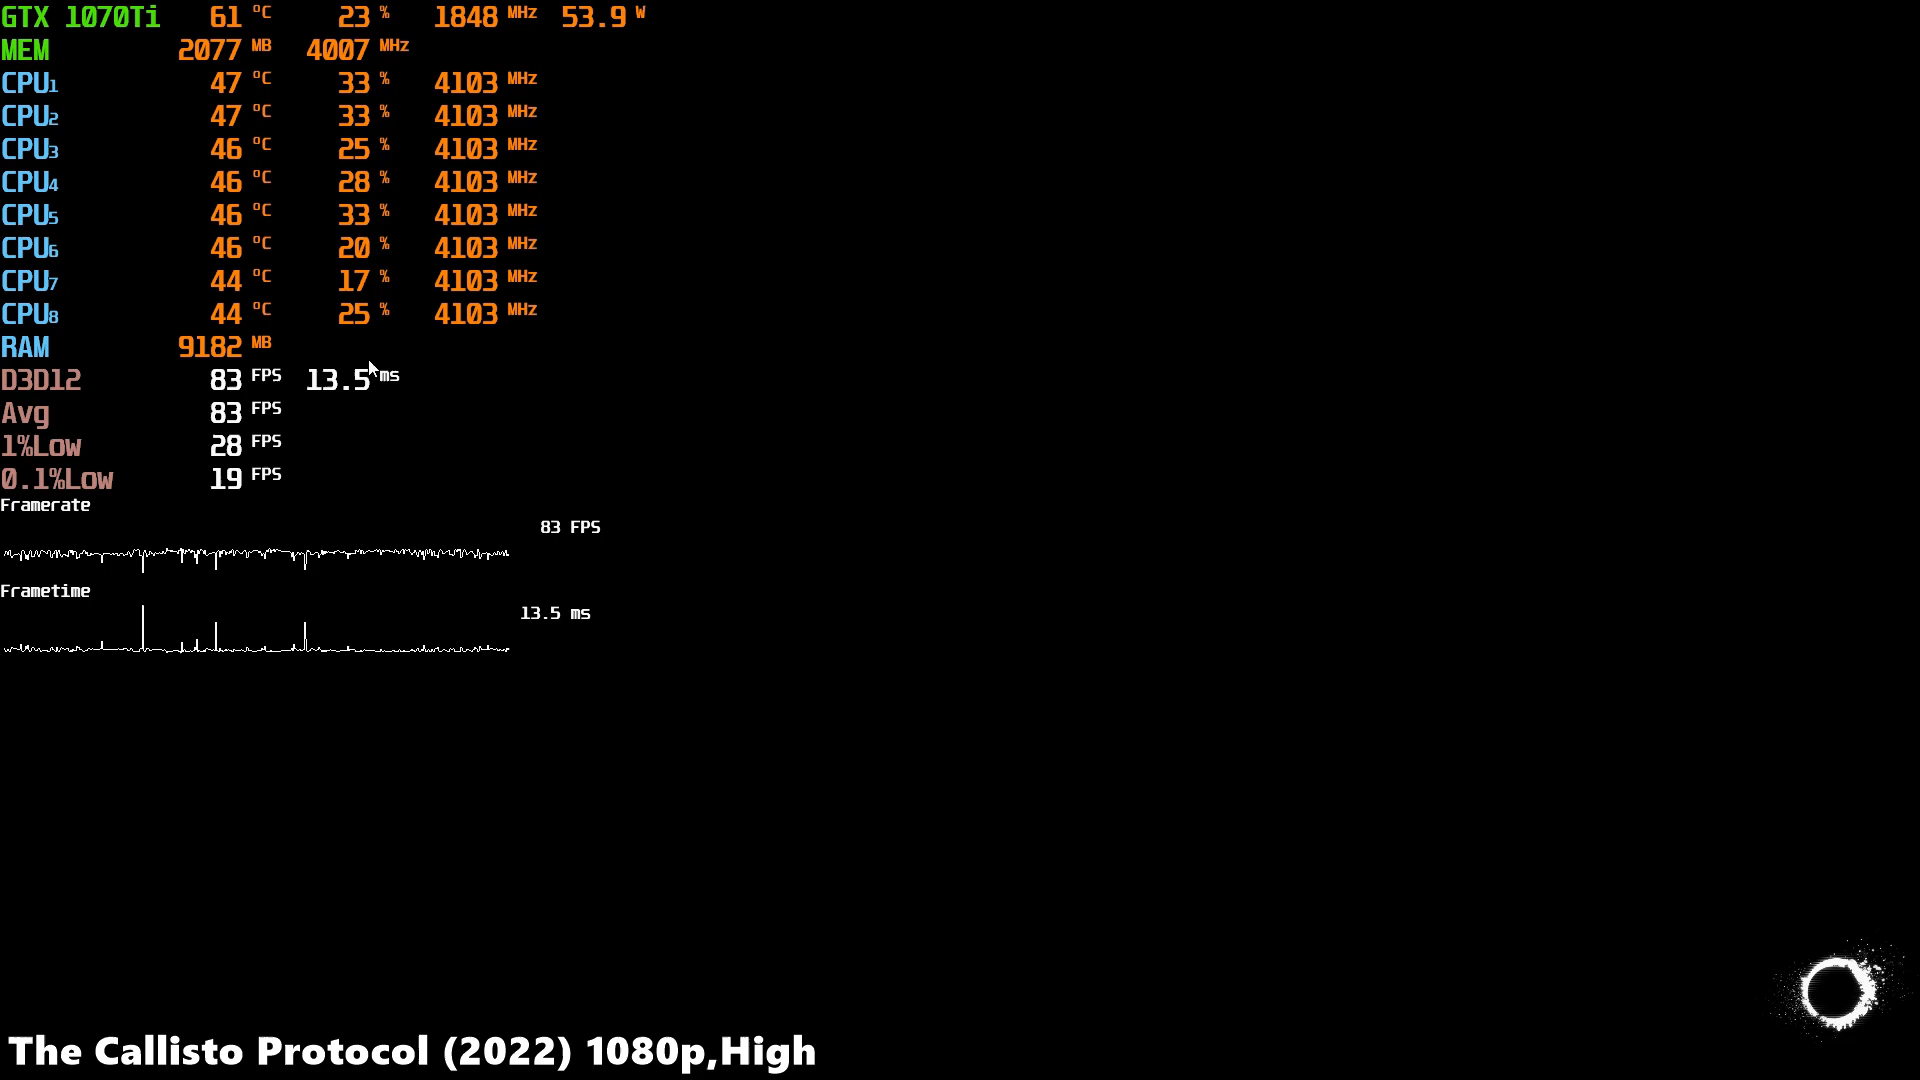 GTX 1070Ti 61 °C 23 % 1848 MHz 53.9 W
MEM 2077 MB 4007 MHz
CPU1 47 °C 33 % 4103 MHz
CPU2 47 °C 33 % 4103 MHz
CPU3 46 °C 25 % 4103 MHz
CPU4 46 °C 28 % 4103 MHz
CPU5 46 °C 33 % 4103 MHz
CPU6 46 °C 20 % 4103 MHz
CPU7 44 °C 17 % 4103 MHz
CPU8 44 °C 25 % 4103 MHz
RAM 9182 MB
D3D12 83 FPS 13.5 ms
Avg 83 FPS
1%Low 28 FPS
0.1%Low 19 FPS
Framerate
83 FPS
Frametime
13.5 ms
The Callisto Protocol (2022) 1080p,High